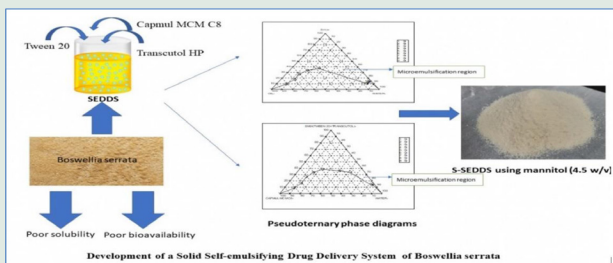 Capmul MCM C8
Tween 20
Transcutol HP
SEDDS
Boswellia serrata
Poor solubility
Poor bioavailability
Microemulsification region
Microemulsification region
Pseudoternary phase diagrams
S-SEDDS using mannitol (4.5 w/v)
Development of a Solid Self-emulsifying Drug Delivery System of Boswellia serrata